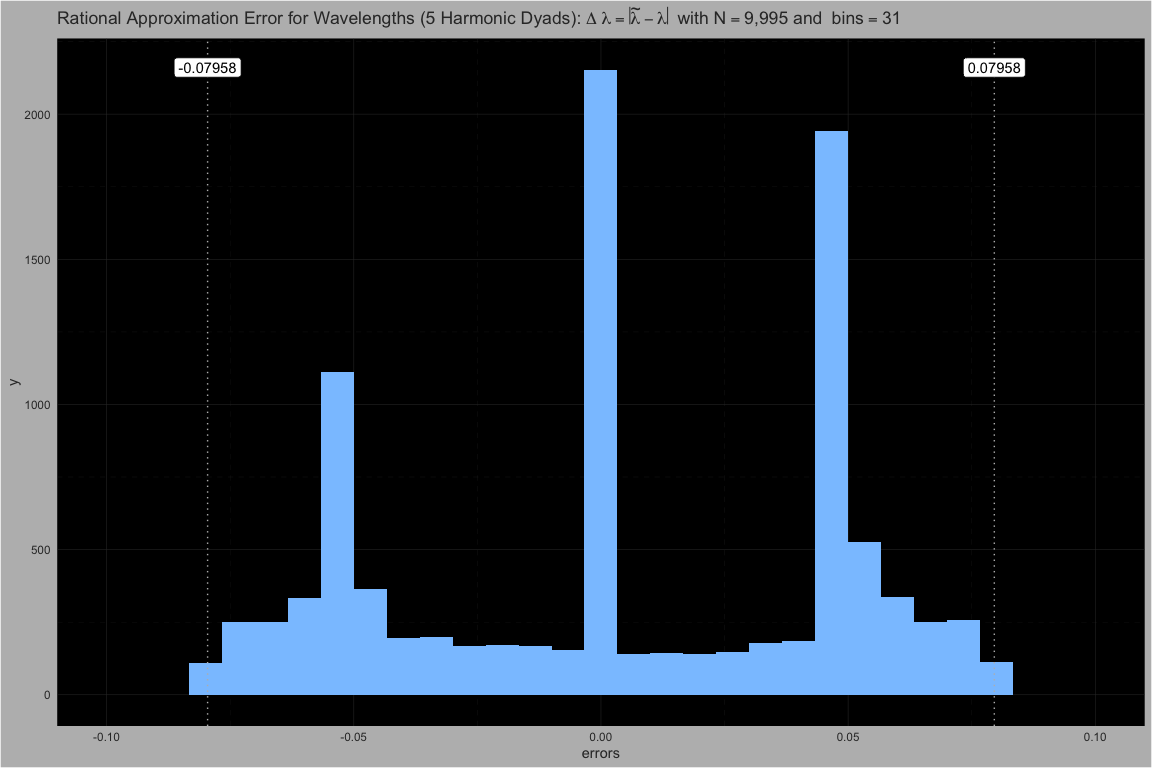 Rational Approximation Error for Wavelengths (5 Harmonic Dyads): Δ λ = |λ̃ − λ| with N = 9,995 and bins = 31
-0.07958 0.07958
2000
1500
1000
500
0
y
-0.10 -0.05 0.00 0.05 0.10
errors